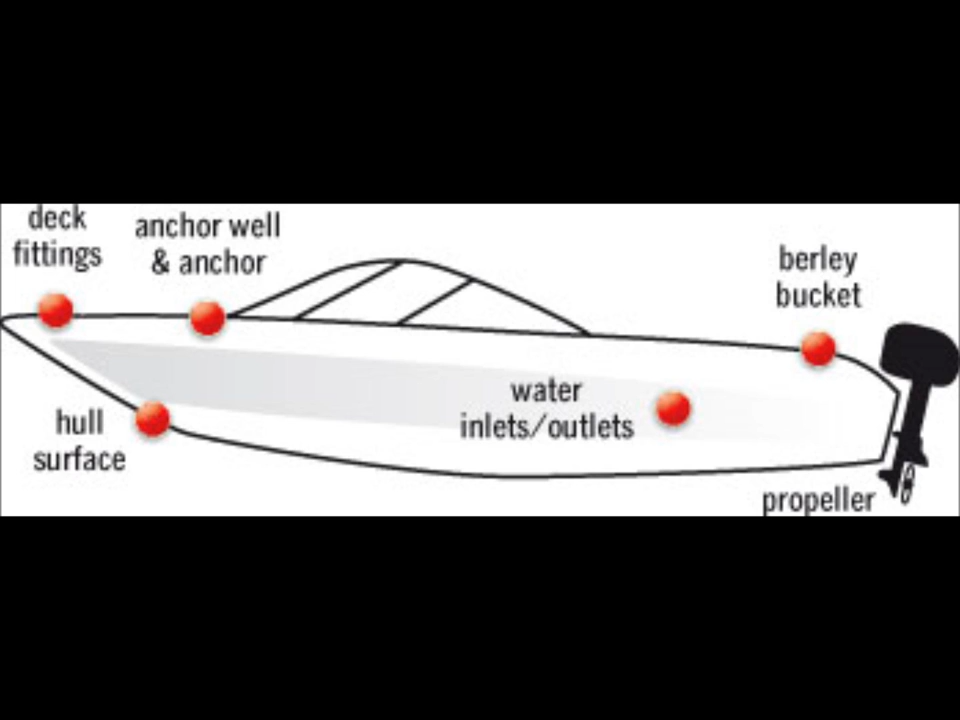 deck
fittings
anchor well
& anchor
berley
bucket
water
inlets/outlets
hull
surface
propeller